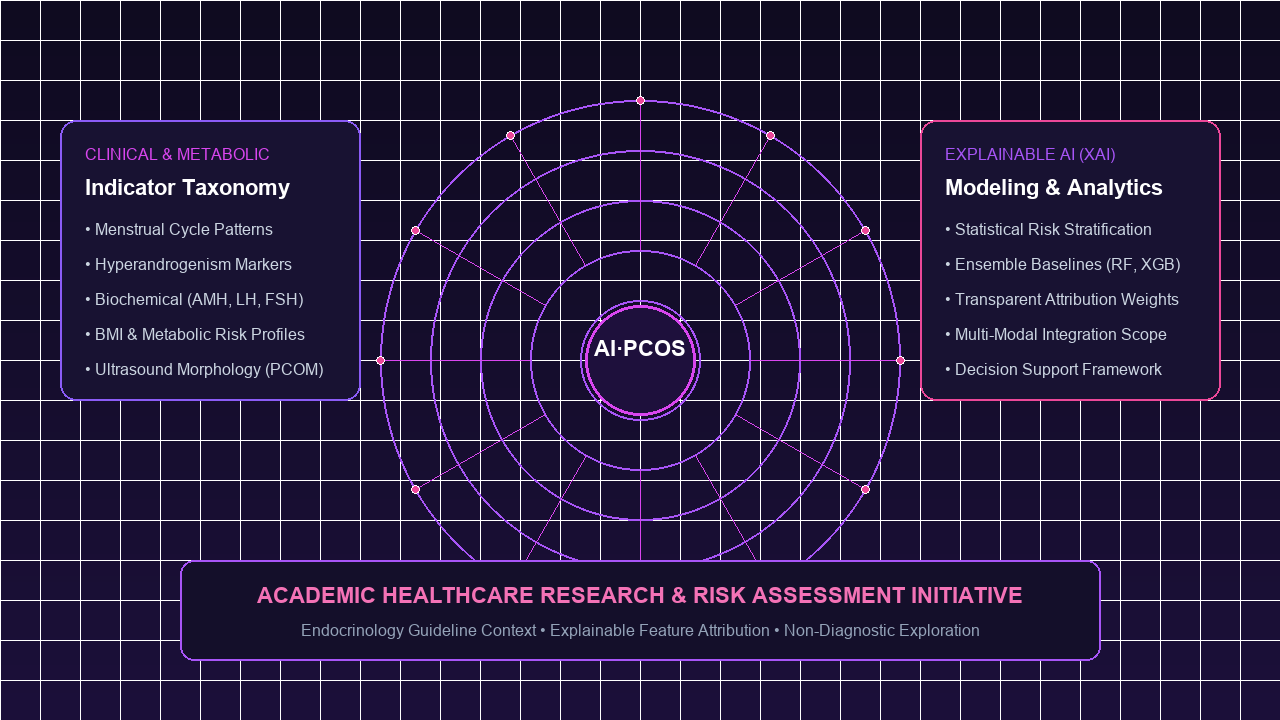 CLINICAL & METABOLIC
Indicator Taxonomy
• Menstrual Cycle Patterns
• Hyperandrogenism Markers
• Biochemical (AMH, LH, FSH)
• BMI & Metabolic Risk Profiles
• Ultrasound Morphology (PCOM)
AI·PCOS
EXPLAINABLE AI (XAI)
Modeling & Analytics
• Statistical Risk Stratification
• Ensemble Baselines (RF, XGB)
• Transparent Attribution Weights
• Multi-Modal Integration Scope
• Decision Support Framework
ACADEMIC HEALTHCARE RESEARCH & RISK ASSESSMENT INITIATIVE
Endocrinology Guideline Context • Explainable Feature Attribution • Non-Diagnostic Exploration